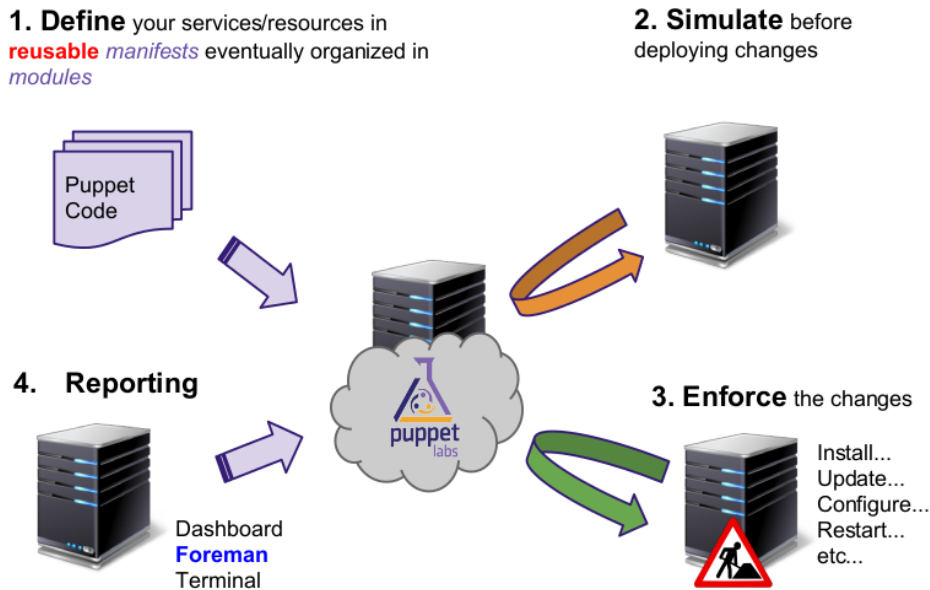 1. Define your services/resources in
reusable manifests eventually organized in
modules
2. Simulate before
deploying changes
Puppet
Code
puppet
labs
4. Reporting
Dashboard
Foreman
Terminal
3. Enforce the changes
Install...
Update...
Configure...
Restart...
etc...